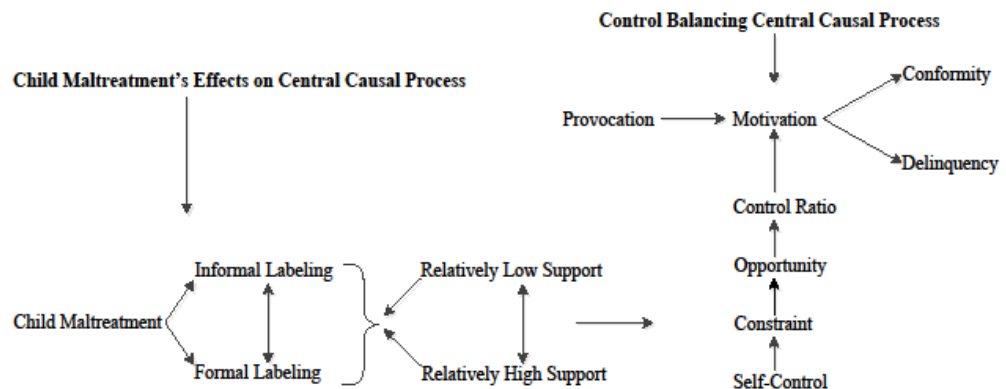 Control Balancing Central Causal Process
Child Maltreatment's Effects on Central Causal Process
Conformity
Provocation
Motivation
Delinquency
Control Ratio
Informal Labeling
Relatively Low Support
Opportunity
Child Maltreatment
Constraint
Formal Labeling
Relatively High Support
Self-Control